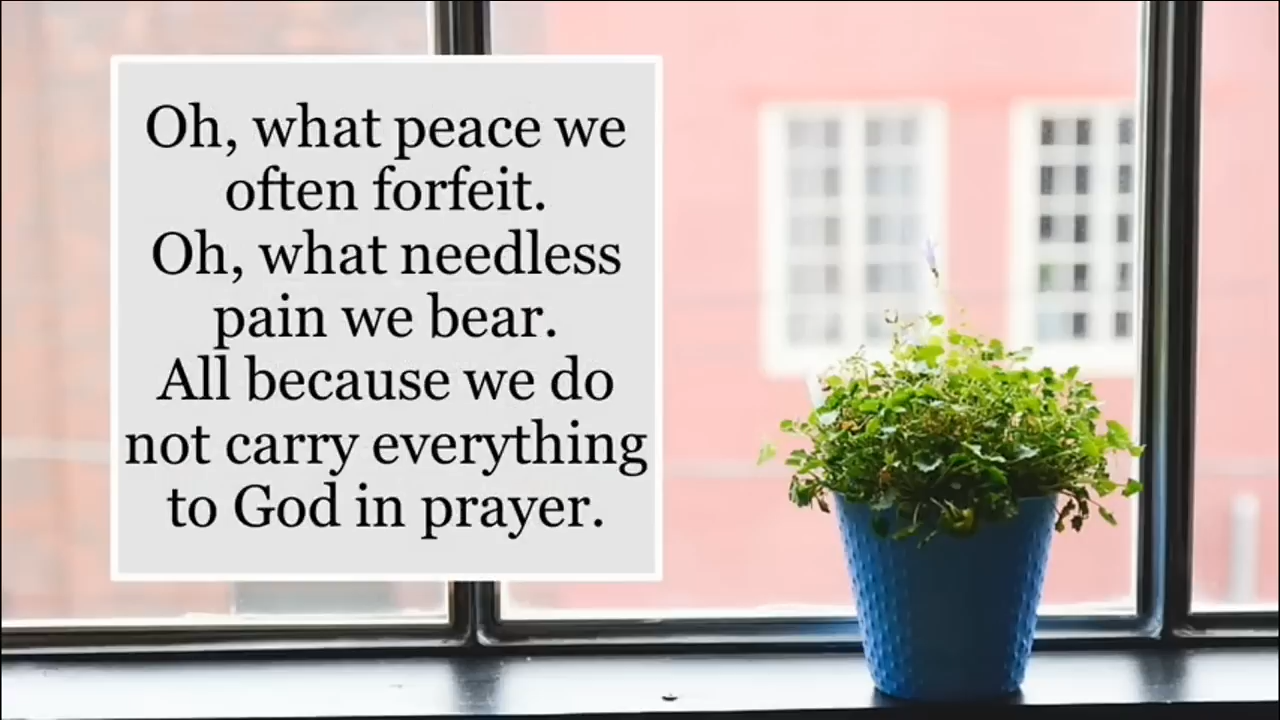 Oh, what peace we
often forfeit.
Oh, what needless
pain we bear.
All because we do
not carry everything
to God in prayer.